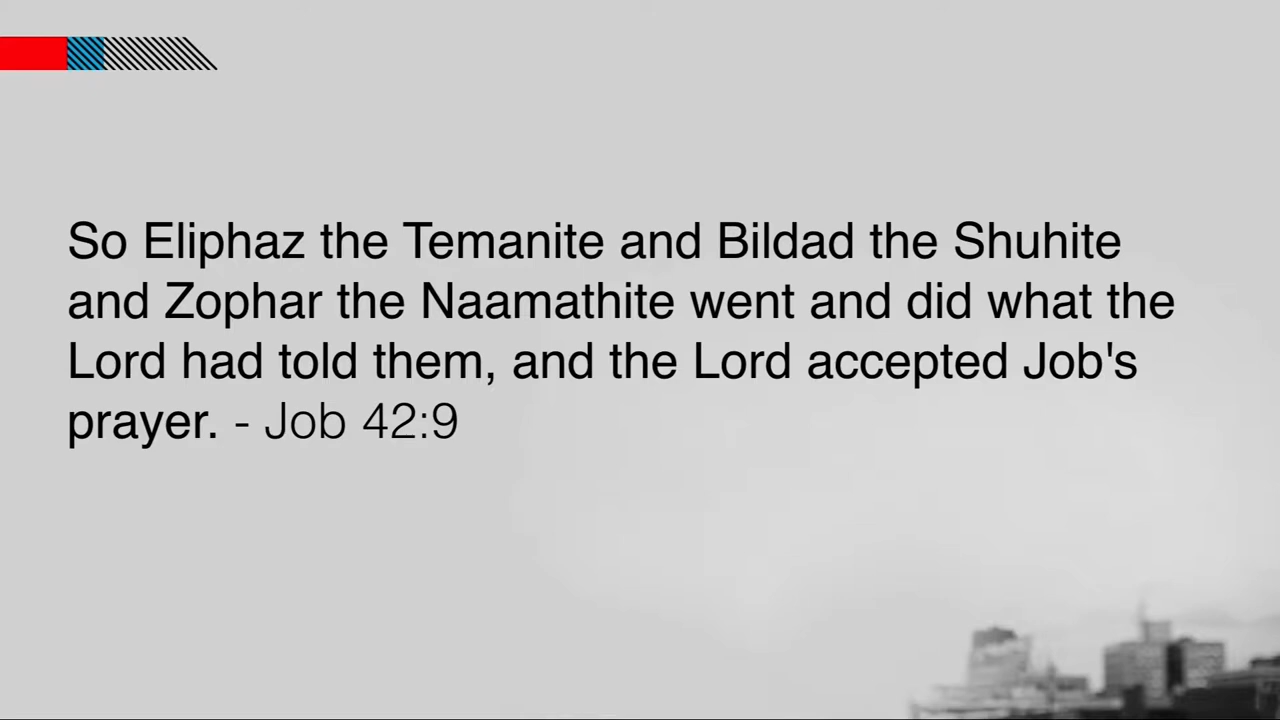 So Eliphaz the Temanite and Bildad the Shuhite
and Zophar the Naamathite went and did what the
Lord had told them, and the Lord accepted Job's
prayer. - Job 42:9